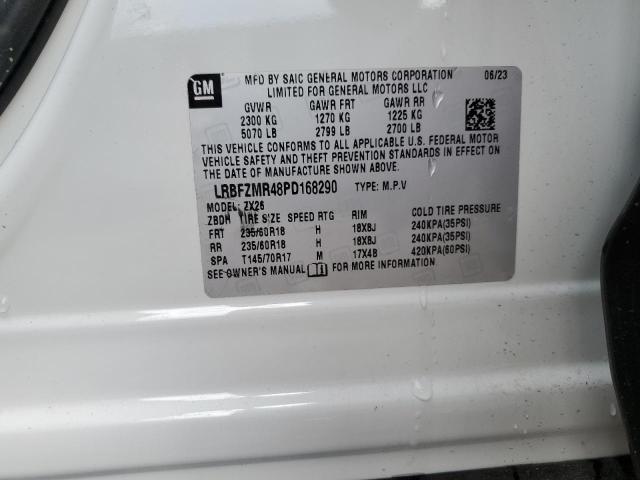 GM
MFD BY SAIC GENERAL MOTORS CORPORATION 06/23
LIMITED FOR GENERAL MOTORS LLC
GVWR GAWR FRT GAWR RR
2300 KG 1270 KG 1225 KG
5070 LB 2799 LB 2700 LB
THIS VEHICLE CONFORMS TO ALL APPLICABLE U.S. FEDERAL MOTOR
VEHICLE SAFETY AND THEFT PREVENTION STANDARDS IN EFFECT ON
THE DATE OF MANUFACTURE SHOWN ABOVE.
LRBFZMR48PD168290 TYPE: M.P.V
MODEL: ZX26
ZBDH TIRE SIZE SPEED RTG RIM COLD TIRE PRESSURE
FRT 235/60R18 H 18X8J 240KPA(35PSI)
RR 235/60R18 H 18X8J 240KPA(35PSI)
SPA T145/70R17 M 17X4B 420KPA(60PSI)
SEE OWNER'S MANUAL FOR MORE INFORMATION.